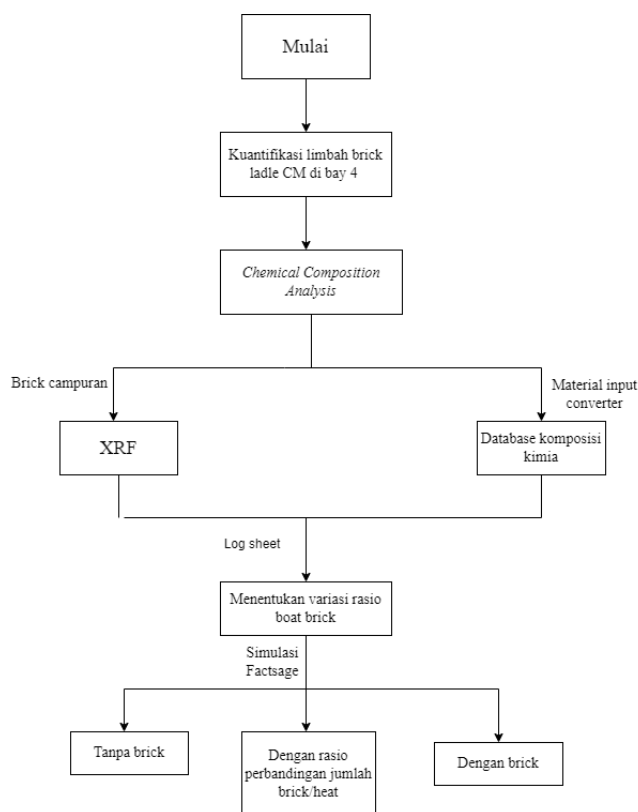 Mulai
Kuantifikasi limbah brick
ladle CM di bay 4
Chemical Composition
Analysis
Brick campuran
Material input
converter
XRF
Database komposisi
kimia
Log sheet
Menentukan variasi rasio
boat brick
Simulasi
Factsage
Tanpa brick
Dengan rasio
perbandingan jumlah
brick/heat
Dengan brick